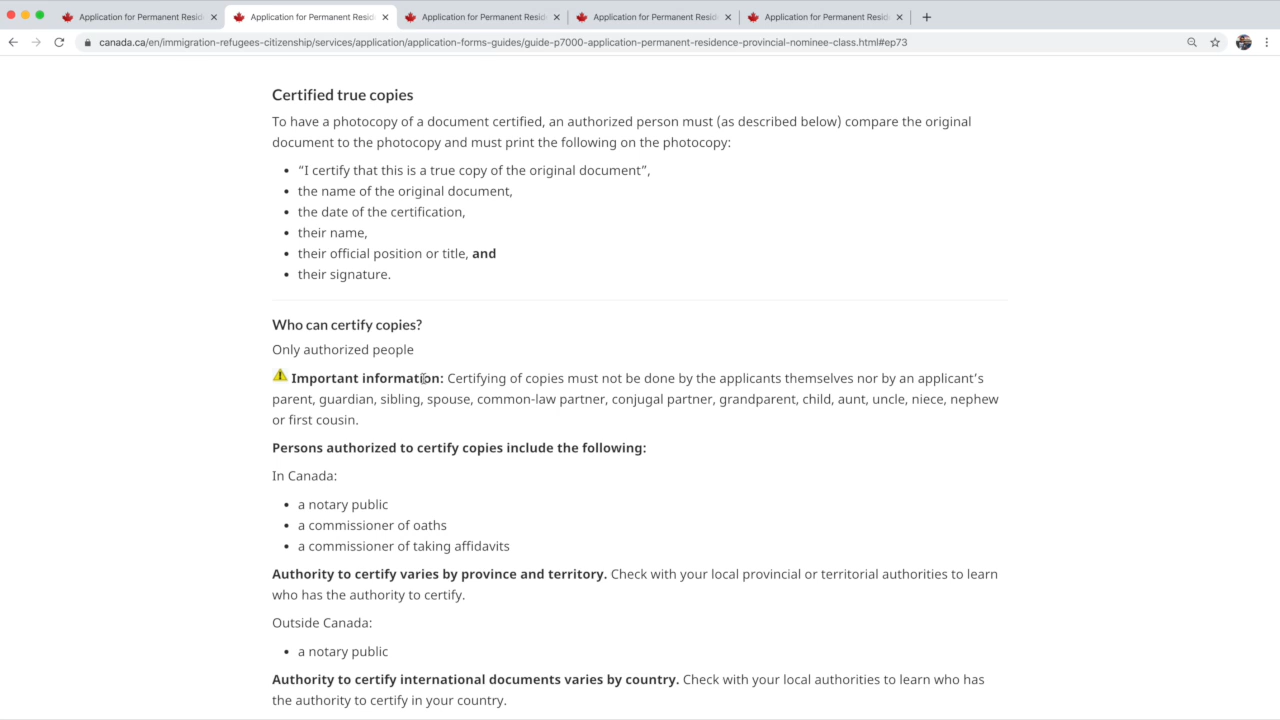 Application for Permanent Resid
Application for Permanent Resid
Application for Permanent Resid
Application for Permanent Resid
Application for Permanent Resid
canada.ca/en/immigration-refugees-citizenship/services/application/application-forms-guides/guide-p7000-application-permanent-residence-provincial-nominee-class.html#ep73
Certified true copies
To have a photocopy of a document certified, an authorized person must (as described below) compare the original
document to the photocopy and must print the following on the photocopy:
• “I certify that this is a true copy of the original document”,
• the name of the original document,
• the date of the certification,
• their name,
• their official position or title, and
• their signature.
Who can certify copies?
Only authorized people
Important information: Certifying of copies must not be done by the applicants themselves nor by an applicant’s
parent, guardian, sibling, spouse, common-law partner, conjugal partner, grandparent, child, aunt, uncle, niece, nephew
or first cousin.
Persons authorized to certify copies include the following:
In Canada:
• a notary public
• a commissioner of oaths
• a commissioner of taking affidavits
Authority to certify varies by province and territory. Check with your local provincial or territorial authorities to learn
who has the authority to certify.
Outside Canada:
• a notary public
Authority to certify international documents varies by country. Check with your local authorities to learn who has
the authority to certify in your country.